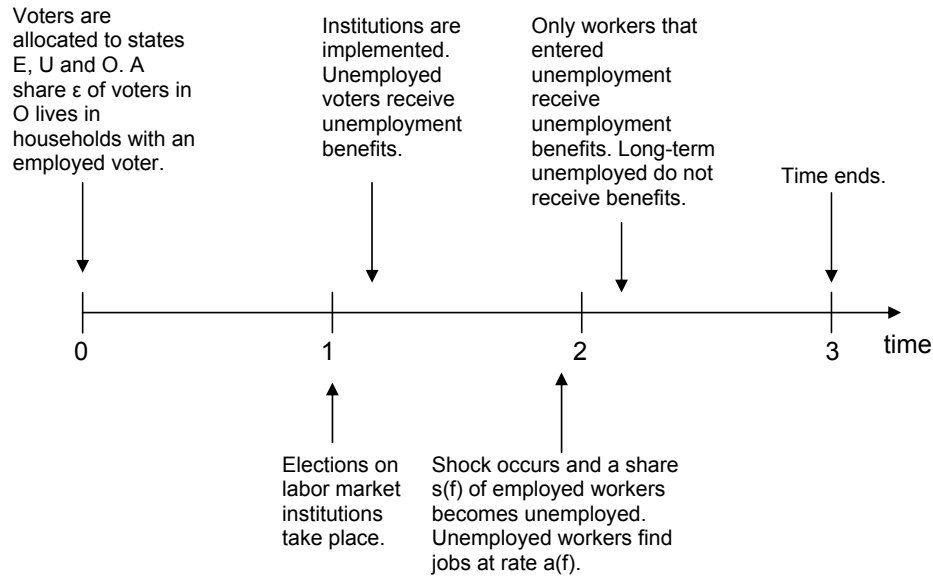 Voters are
allocated to states
E, U and O. A
share ε of voters in
O lives in
households with an
employed voter.
Institutions are
implemented.
Unemployed
voters receive
unemployment
benefits.
Only workers that
entered
unemployment
receive
unemployment
benefits. Long-term
unemployed do not
receive benefits.
Time ends.
0
1
2
3
time
Elections on
labor market
institutions
take place.
Shock occurs and a share
s(f) of employed workers
becomes unemployed.
Unemployed workers find
jobs at rate a(f).